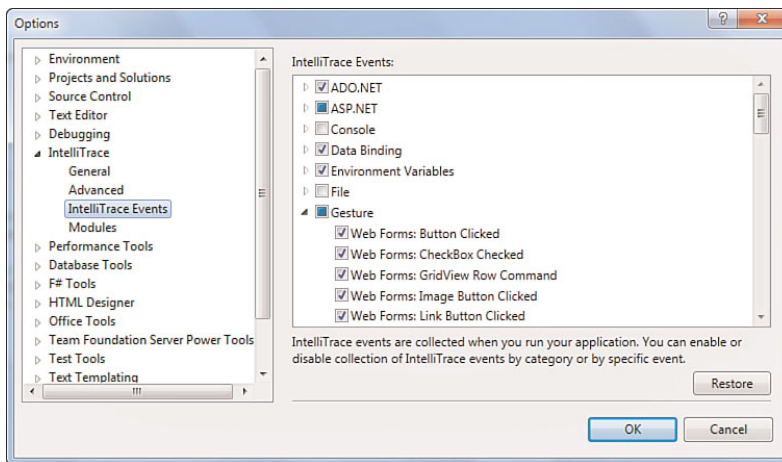 Options
Environment
Projects and Solutions
Source Control
Text Editor
Debugging
IntelliTrace
General
Advanced
IntelliTrace Events
Modules
Performance Tools
Database Tools
F# Tools
HTML Designer
Office Tools
Team Foundation Server Power Tools
Test Tools
Text Templating
IntelliTrace Events:
ADO.NET
ASP.NET
Console
Data Binding
Environment Variables
File
Gesture
Web Forms: Button Clicked
Web Forms: CheckBox Checked
Web Forms: GridView Row Command
Web Forms: Image Button Clicked
Web Forms: Link Button Clicked
IntelliTrace events are collected when you run your application. You can enable or
disable collection of IntelliTrace events by category or by specific event.
Restore
OK
Cancel